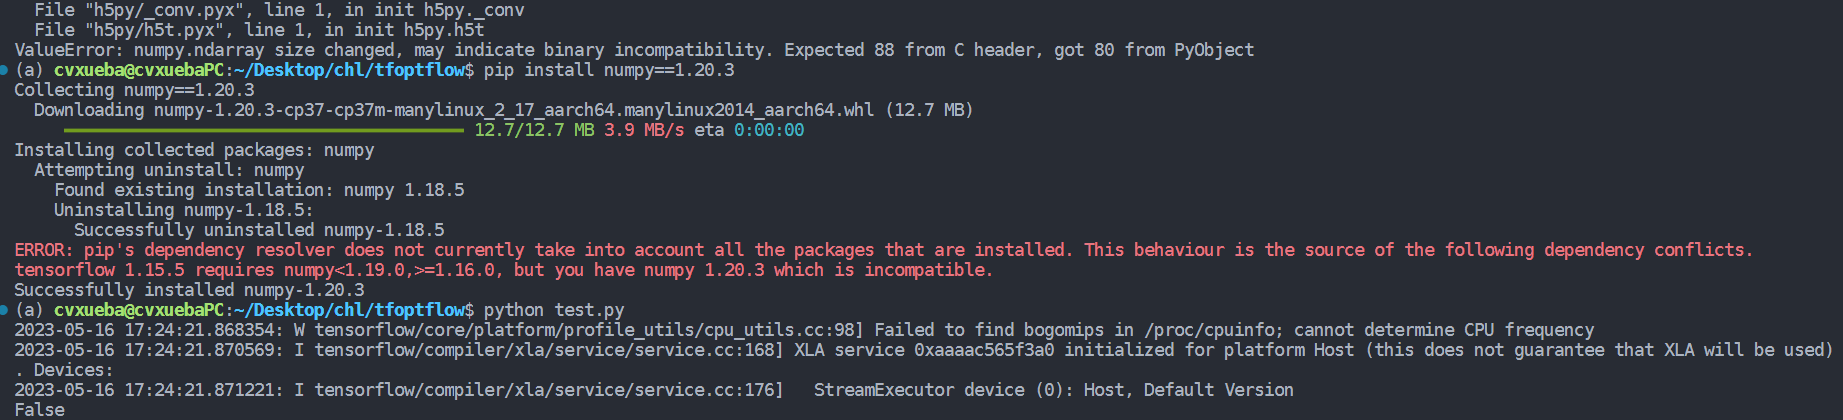 File "h5py/_conv.pyx", line 1, in init h5py._conv
File "h5py/h5t.pyx", line 1, in init h5py.h5t
ValueError: numpy.ndarray size changed, may indicate binary incompatibility. Expected 88 from C header, got 80 from PyObject
(a) cvxueba@cvxuebaPC:~/Desktop/chl/tfoptflow$ pip install numpy==1.20.3
Collecting numpy==1.20.3
Downloading numpy-1.20.3-cp37-cp37m-manylinux_2_17_aarch64.manylinux2014_aarch64.whl (12.7 MB)
12.7/12.7 MB 3.9 MB/s eta 0:00:00
Installing collected packages: numpy
Attempting uninstall: numpy
Found existing installation: numpy 1.18.5
Uninstalling numpy-1.18.5:
Successfully uninstalled numpy-1.18.5
ERROR: pip's dependency resolver does not currently take into account all the packages that are installed. This behaviour is the source of the following dependency conflicts.
tensorflow 1.15.5 requires numpy<1.19.0,>=1.16.0, but you have numpy 1.20.3 which is incompatible.
Successfully installed numpy-1.20.3
(a) cvxueba@cvxuebaPC:~/Desktop/chl/tfoptflow$ python test.py
2023-05-16 17:24:21.868354: W tensorflow/core/platform/profile_utils/cpu_utils.cc:98] Failed to find bogomips in /proc/cpuinfo; cannot determine CPU frequency
2023-05-16 17:24:21.870569: I tensorflow/compiler/xla/service/service.cc:168] XLA service 0xaaaac565f3a0 initialized for platform Host (this does not guarantee that XLA will be used)
. Devices:
2023-05-16 17:24:21.871221: I tensorflow/compiler/xla/service/service.cc:176]   StreamExecutor device (0): Host, Default Version
False